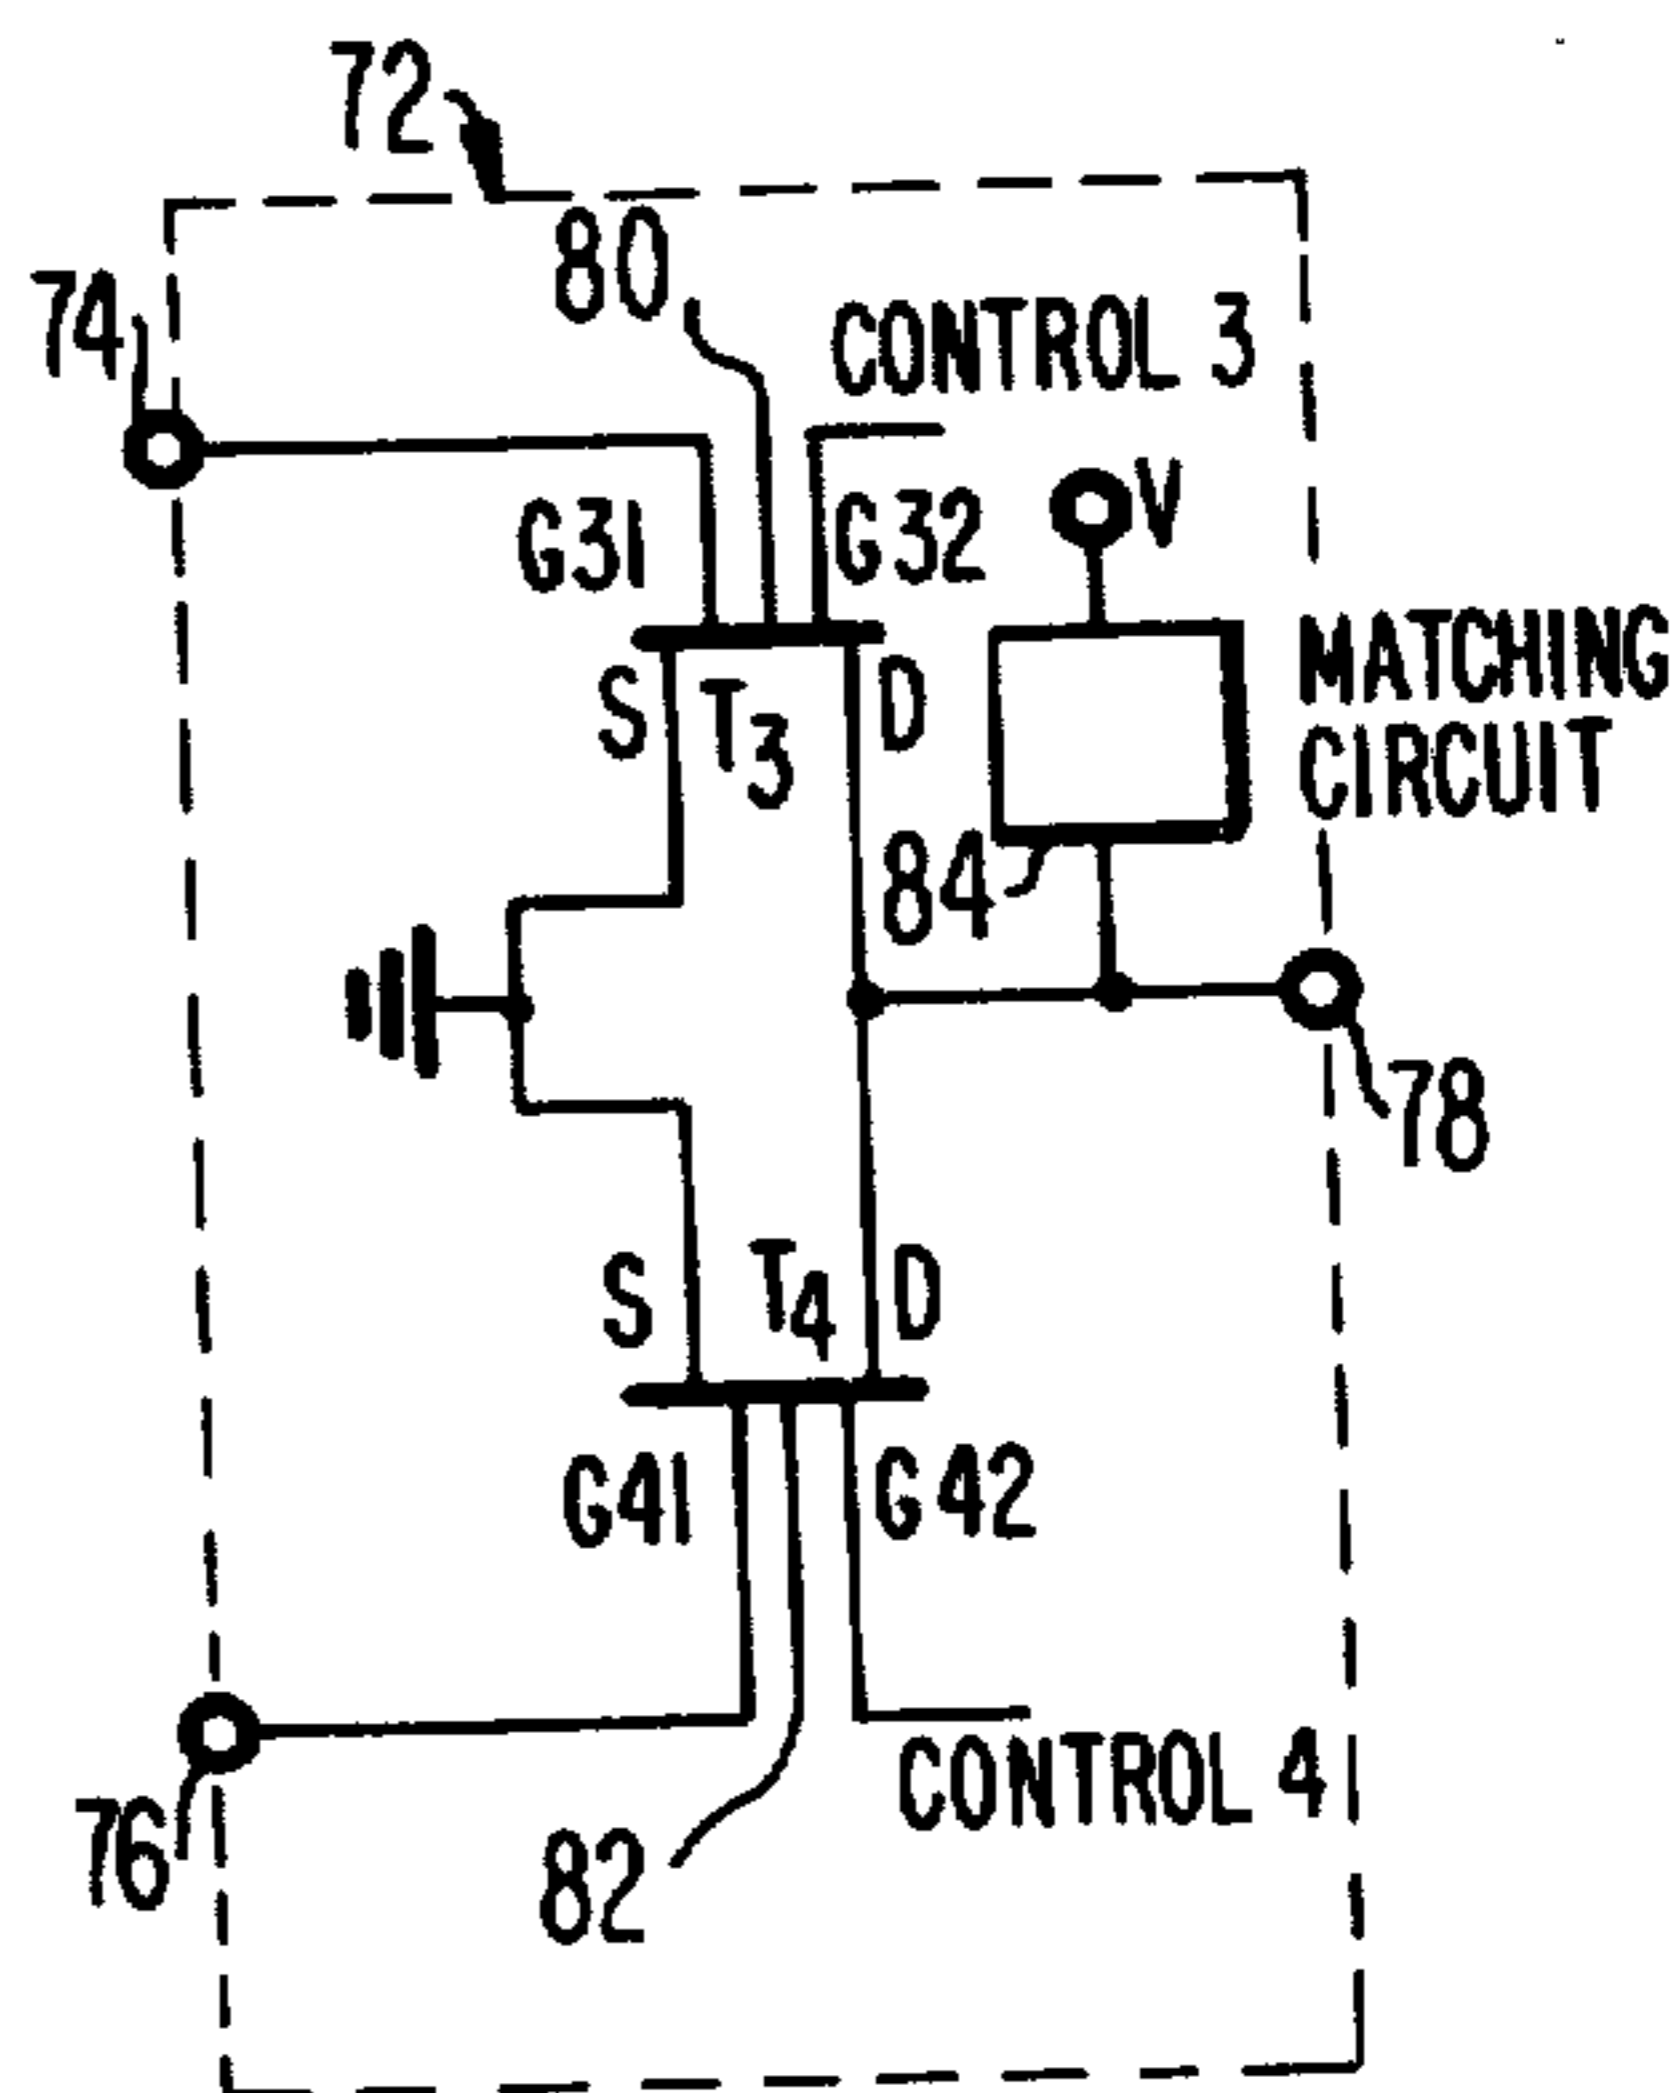 72
80
74
CONTROL 3
V
G31
G32
MATCHING
CIRCUIT
S
T3
D
84
78
S
T4
D
G41
G42
CONTROL 4
76
82